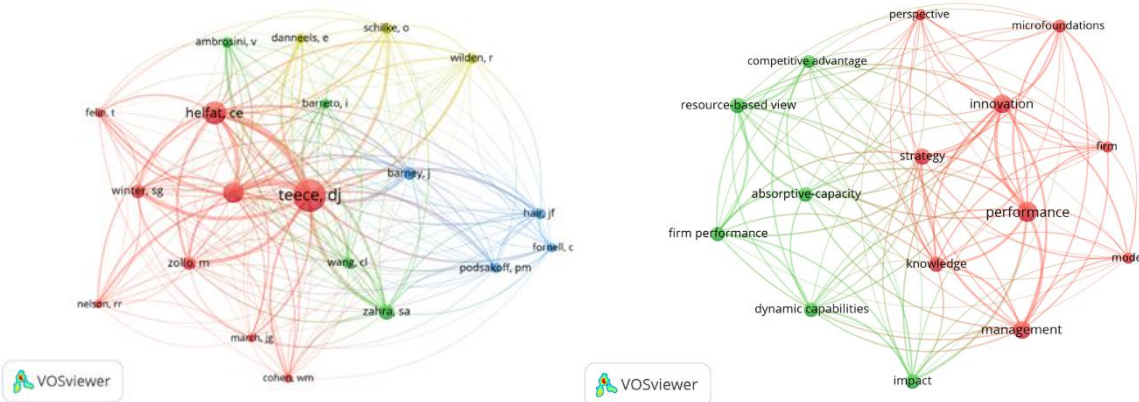 schilke, o
danneels, e
ambrosini, v
wilden, r
barreto, i
helfat, ce
felin, t
barney, j
winter, sg
teece, dj
hair, jf
fornell, c
wang, cl
zollo, m
podsakoff, pm
nelson, rr
zahra, sa
march, jg
cohen, wm
VOSviewer
perspective
microfoundations
competitive advantage
resource-based view
innovation
firm
strategy
absorptive-capacity
performance
firm performance
knowledge
mode
dynamic capabilities
management
impact
VOSviewer